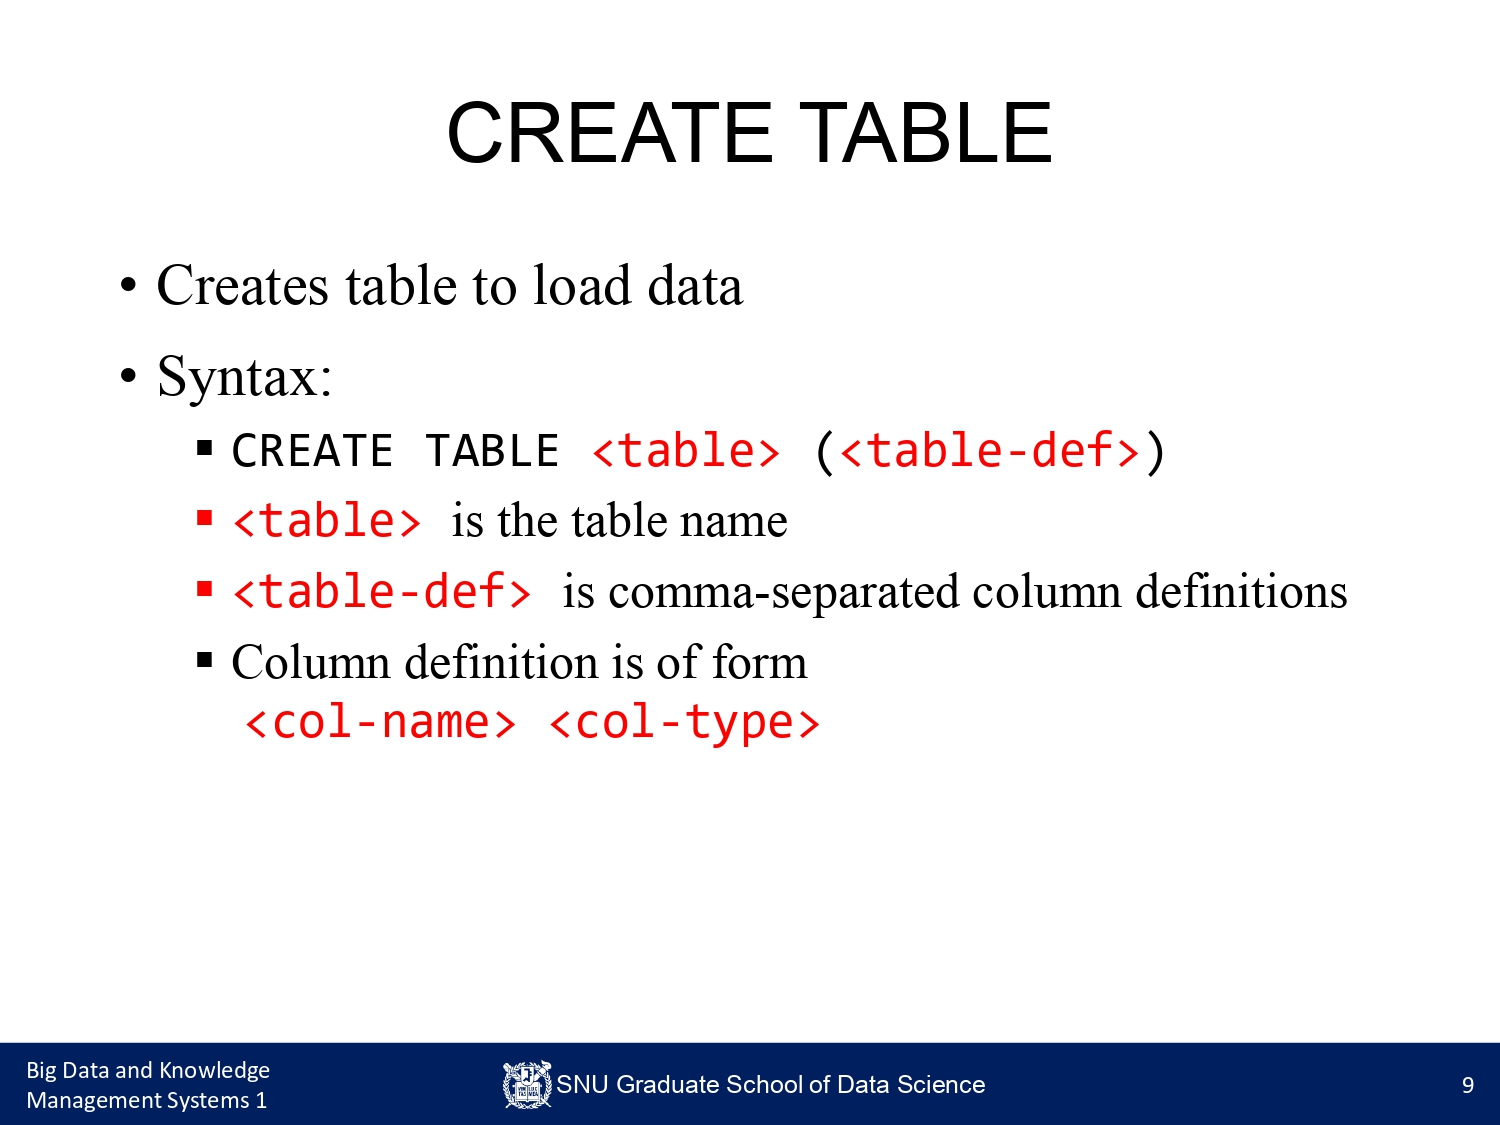 CREATE TABLE
• Creates table to load data
• Syntax:
▪ CREATE TABLE <table> (<table-def>)
▪ <table> is the table name
▪ <table-def> is comma-separated column definitions
▪ Column definition is of form
<col-name> <col-type>
Big Data and Knowledge
Management Systems 1
SNU Graduate School of Data Science
9